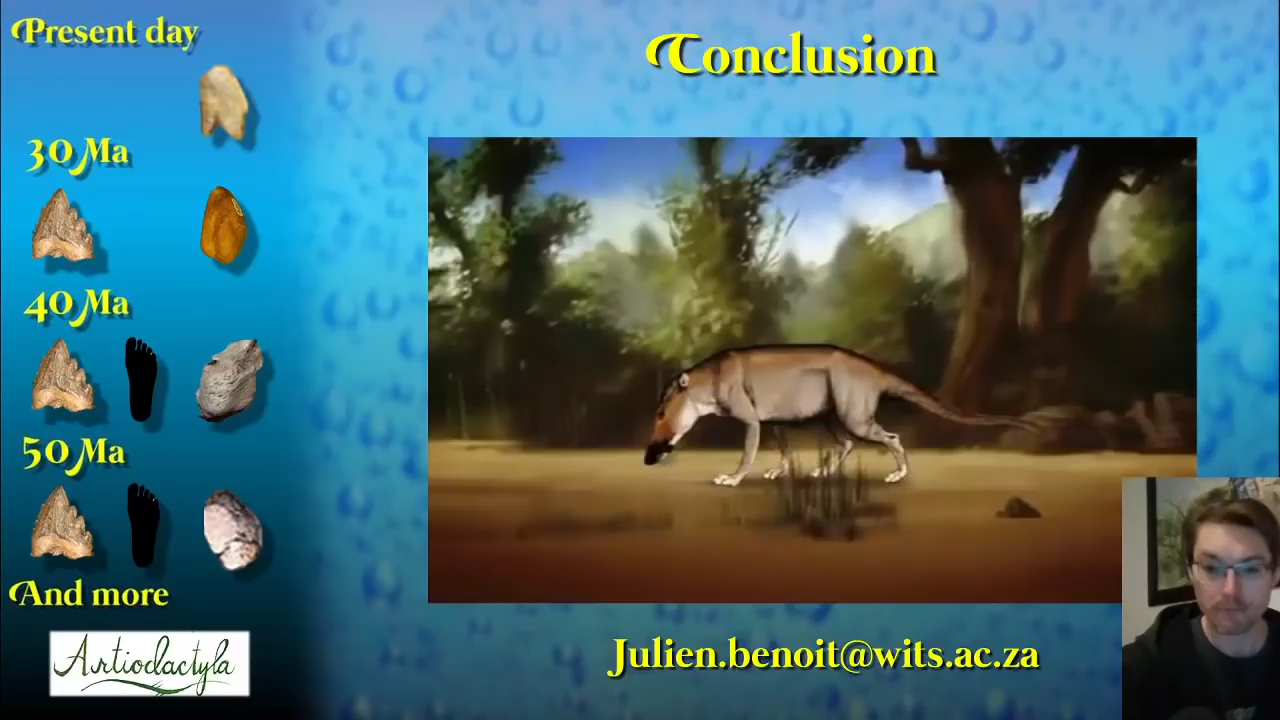 Present day
30 Ma
40 Ma
50 Ma
And more
Artiodactyla
Conclusion
Julien.benoit@wits.ac.za